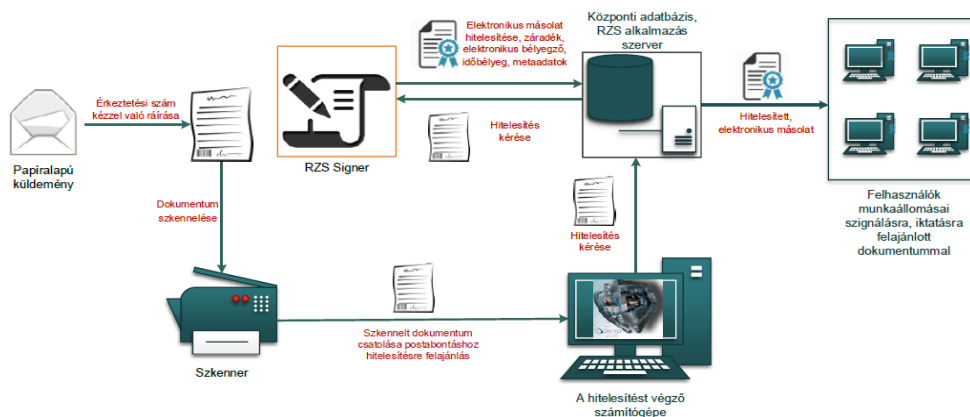 Elektronikus másolat
hitelesítése, záradék,
elektronikus bélyegző,
időbélyeg, metaadatok
Központi adatbázis,
RZS alkalmazás
szerver
Érkeztetési szám
kézzel való ráírása
Papíralapú
küldemény
RZS Signer
Hitelesítés
kérése
Hitelesített,
elektronikus másolat
Felhasználók
munkaállomásai
szignálásra, iktatásra
felajánlott
dokumentummal
Dokumentum
szkennelése
Hitelesítés
kérése
Szkenner
Szkennelt dokumentum
csatolása postabontáshoz
hitelesítésre felajánlás
A hitelesítést végző
számítógépe